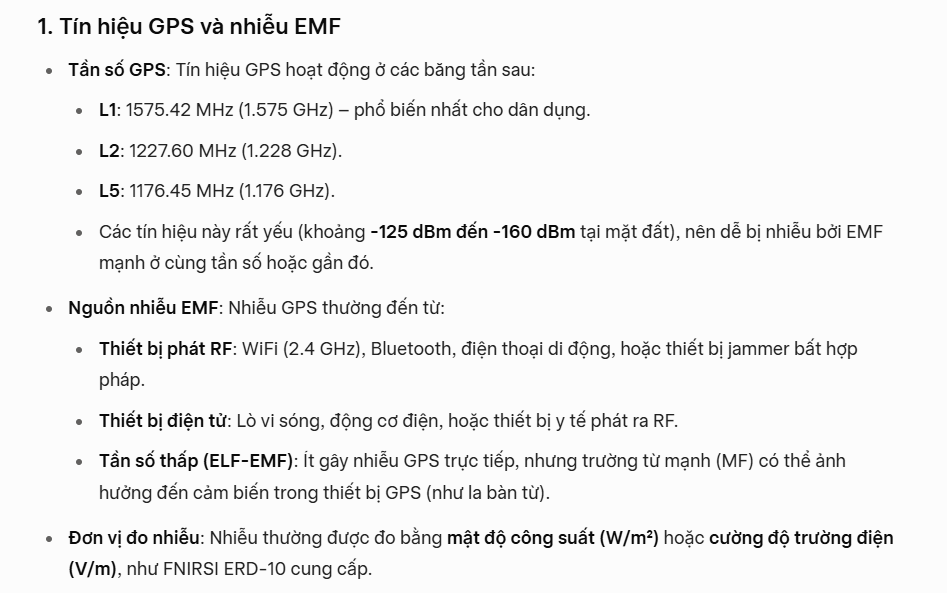 1. Tín hiệu GPS và nhiễu EMF
• Tần số GPS: Tín hiệu GPS hoạt động ở các băng tần sau:
• L1: 1575.42 MHz (1.575 GHz) – phổ biến nhất cho dân dụng.
• L2: 1227.60 MHz (1.228 GHz).
• L5: 1176.45 MHz (1.176 GHz).
• Các tín hiệu này rất yếu (khoảng -125 dBm đến -160 dBm tại mặt đất), nên dễ bị nhiễu bởi EMF
mạnh ở cùng tần số hoặc gần đó.
• Nguồn nhiễu EMF: Nhiễu GPS thường đến từ:
• Thiết bị phát RF: WiFi (2.4 GHz), Bluetooth, điện thoại di động, hoặc thiết bị jammer bất hợp
pháp.
• Thiết bị điện tử: Lò vi sóng, động cơ điện, hoặc thiết bị y tế phát ra RF.
• Tần số thấp (ELF-EMF): Ít gây nhiễu GPS trực tiếp, nhưng trường từ mạnh (MF) có thể ảnh
hưởng đến cảm biến trong thiết bị GPS (như la bàn từ).
• Đơn vị đo nhiễu: Nhiễu thường được đo bằng mật độ công suất (W/m²) hoặc cường độ trường điện
(V/m), như FNIRSI ERD-10 cung cấp.